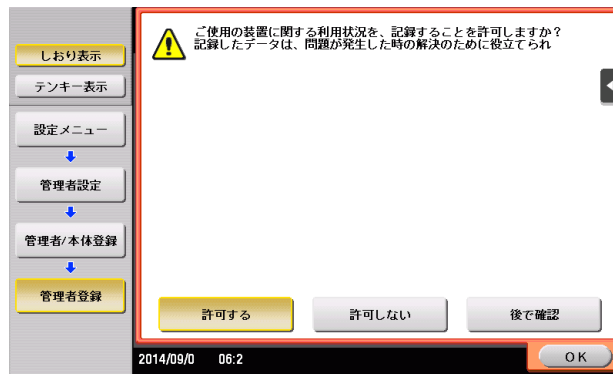 ご使用の装置に関する利用状況を、記録することを許可しますか?
記録したデータは、問題が発生した時の解決のために役立てられ
しおり表示
テンキー表示
設定メニュー
管理者設定
管理者/本体登録
管理者登録
許可する
許可しない
後で確認
2014/09/0 06:2
OK